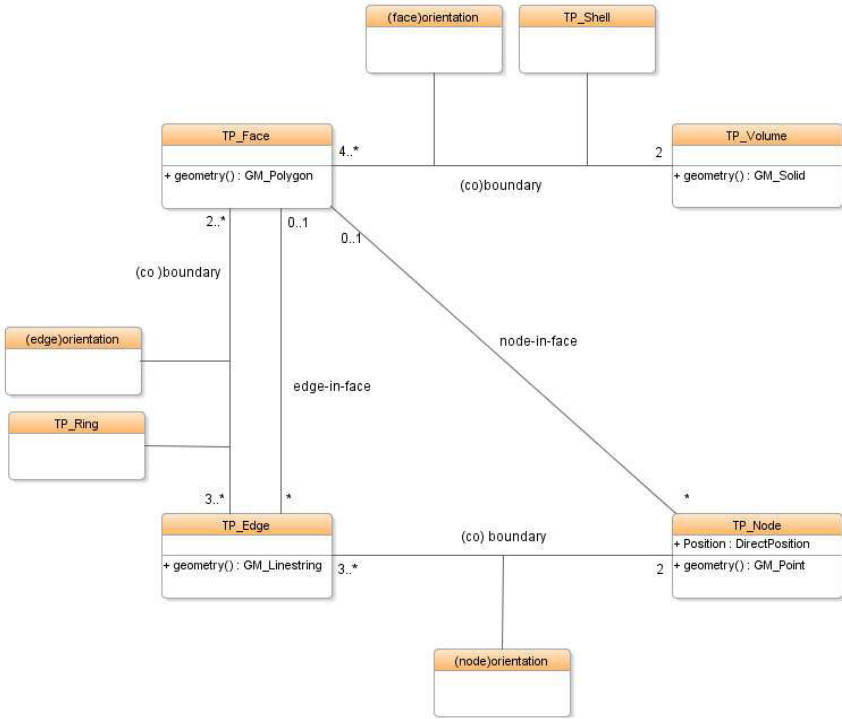 (face)orientation
TP_Shell
TP_Face
+ geometry() : GM_Polygon
4..*
2
(co)boundary
TP_Volume
+ geometry() : GM_Solid
2..*
0..1
0..1
(co )boundary
node-in-face
(edge)orientation
edge-in-face
TP_Ring
3..*
*
*
TP_Edge
+ geometry() : GM_Linestring
(co) boundary
3..*
2
TP_Node
+ Position : DirectPosition
+ geometry() : GM_Point
(node)orientation